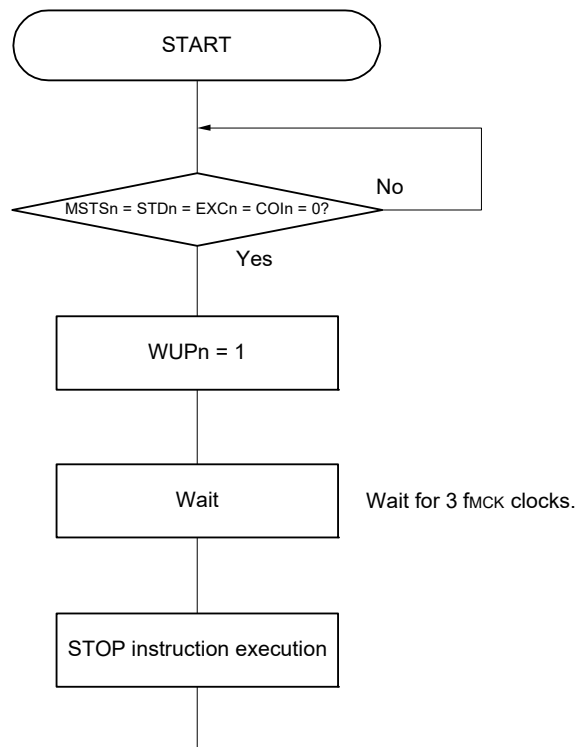 START
No
MSTSn = STDn = EXCn = COIn = 0?
Yes
WUPn = 1
Wait
Wait for 3 fMCK clocks.
STOP instruction execution